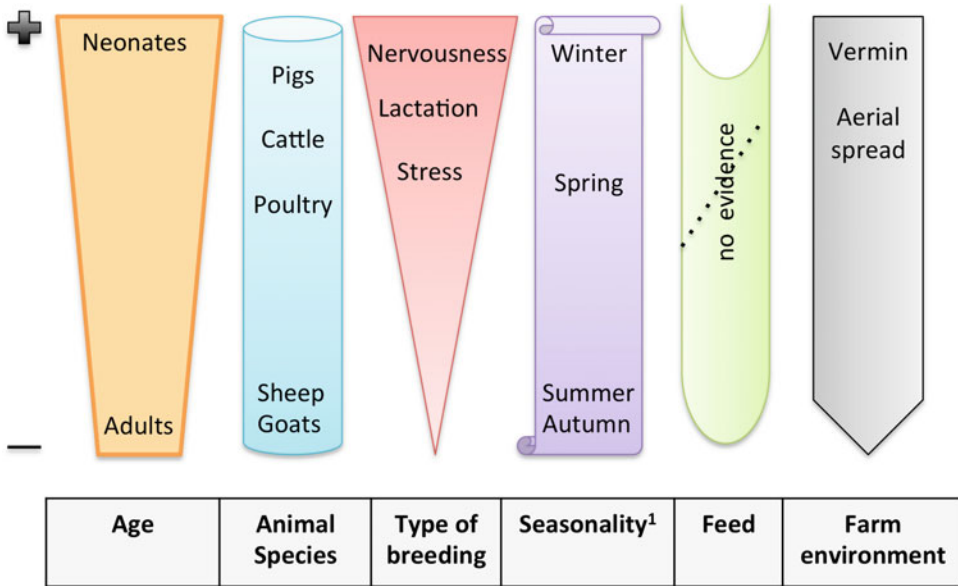 Neonates
Adults
Pigs
Cattle
Poultry
Sheep
Goats
Nervousness
Lactation
Stress
Winter
Spring
Summer
Autumn
no evidence
Vermin
Aerial
spread
Age
Animal
Species
Type of
breeding
Seasonality¹
Feed
Farm
environment